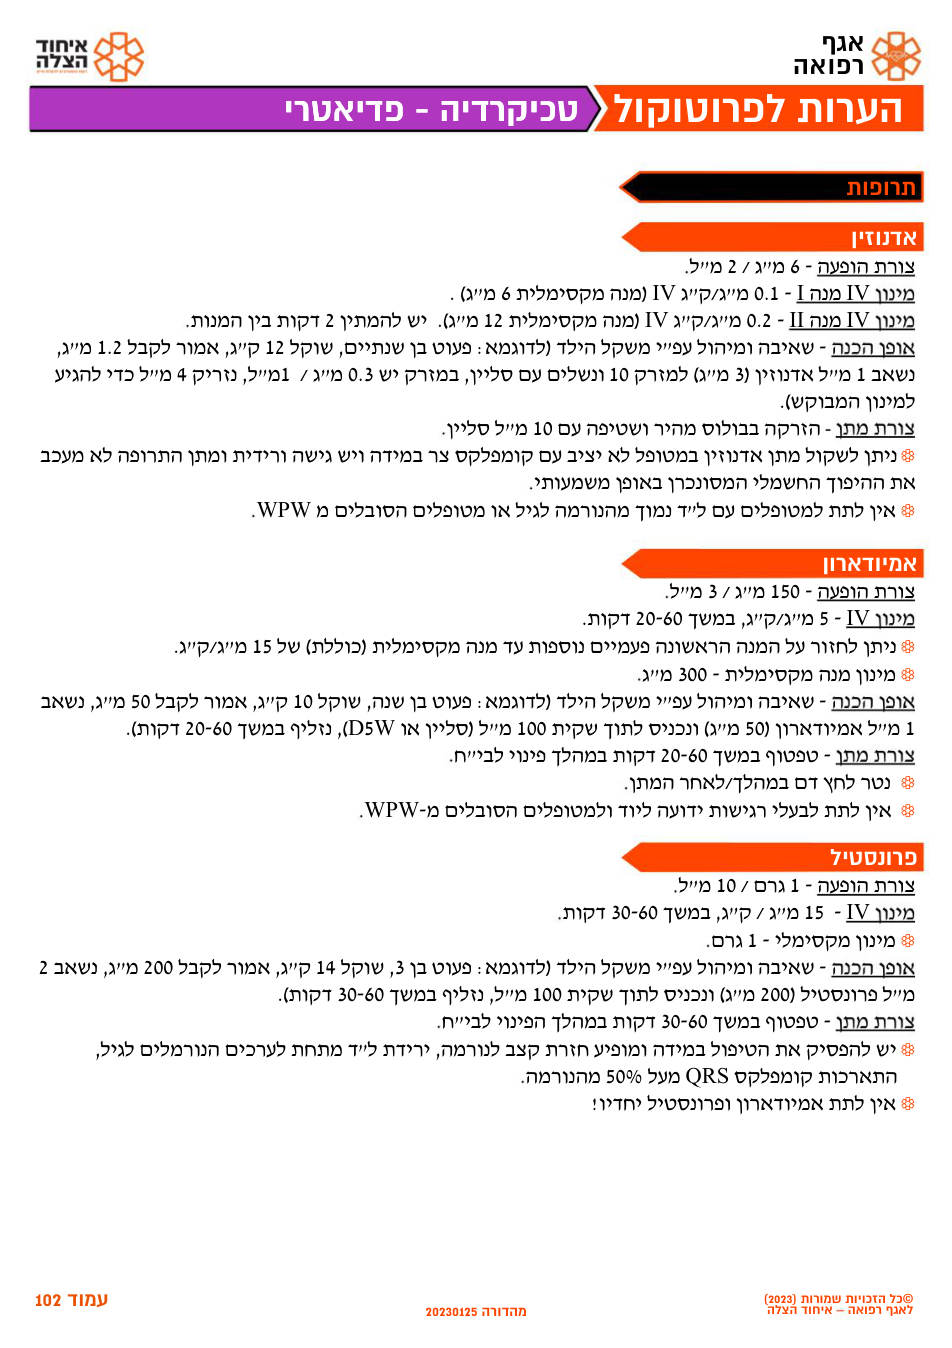 אגף
רפואה
איחוד
הצלה
הערות לפרוטוקול
טכיקרדיה - פדיאטרי
תרופות
אדנוזין
צורת הופעה - 6 מ״ג / 2 מ״ל.
מינון IV מנה I - 0.1 מ״ג/ק״ג IV (מנה מקסימלית 6 מ״ג) .
מינון IV מנה II - 0.2 מ״ג/ק״ג IV (מנה מקסימלית 12 מ״ג). יש להמתין 2 דקות בין המנות.
אופן הכנה - שאיבה ומיהול עפ״י משקל הילד (לדוגמא: פעוט בן שנתיים, שוקל 12 ק״ג, אמור לקבל 1.2 מ״ג,
נשאב 1 מ״ל אדנוזין (3 מ״ג) למזרק 10 ונשלים עם סליין, במזרק יש 0.3 מ״ג / 1מ״ל, נזריק 4 מ״ל כדי להגיע
למינון המבוקש).
צורת מתן - הזרקה בבולוס מהיר ושטיפה עם 10 מ״ל סליין.
ניתן לשקול מתן אדנוזין במטופל לא יציב עם קומפלקס צר במידה ויש גישה ורידית ומתן התרופה לא מעכב
את ההיפוך החשמלי המסונכרן באופן משמעותי.
אין לתת למטופלים עם ל״ד נמוך מהנורמה לגיל או מטופלים הסובלים מ WPW.
אמיודארון
צורת הופעה - 150 מ״ג / 3 מ״ל.
מינון IV - 5 מ״ג/ק״ג, במשך 20-60 דקות.
ניתן לחזור על המנה הראשונה פעמיים נוספות עד מנה מקסימלית (כוללת) של 15 מ״ג/ק״ג.
מינון מנה מקסימלית - 300 מ״ג.
אופן הכנה - שאיבה ומיהול עפ״י משקל הילד (לדוגמא: פעוט בן שנה, שוקל 10 ק״ג, אמור לקבל 50 מ״ג, נשאב
1 מ״ל אמיודארון (50 מ״ג) ונכניס לתוך שקית 100 מ״ל (סליין או D5W), נזליף במשך 20-60 דקות).
צורת מתן - טפטוף במשך 20-60 דקות במהלך פינוי לבי״ח.
נטר לחץ דם במהלך/לאחר המתן.
אין לתת לבעלי רגישות ידועה ליוד ולמטופלים הסובלים מ-WPW.
פרונסטיל
צורת הופעה - 1 גרם / 10 מ״ל.
מינון IV - 15 מ״ג / ק״ג, במשך 30-60 דקות.
מינון מקסימלי - 1 גרם.
אופן הכנה - שאיבה ומיהול עפ״י משקל הילד (לדוגמא: פעוט בן 3, שוקל 14 ק״ג, אמור לקבל 200 מ״ג, נשאב 2
מ״ל פרונסטיל (200 מ״ג) ונכניס לתוך שקית 100 מ״ל, נזליף במשך 30-60 דקות).
צורת מתן - טפטוף במשך 30-60 דקות במהלך הפינוי לבי״ח.
יש להפסיק את הטיפול במידה ומופיע חזרת קצב לנורמה, ירידת ל״ד מתחת לערכים הנורמלים לגיל,
התארכות קומפלקס QRS מעל 50% מהנורמה.
אין לתת אמיודארון ופרונסטיל יחדיו!
©כל הזכויות שמורות (2023)
לאגף רפואה – איחוד הצלה
מהדורה 20230125
עמוד 102